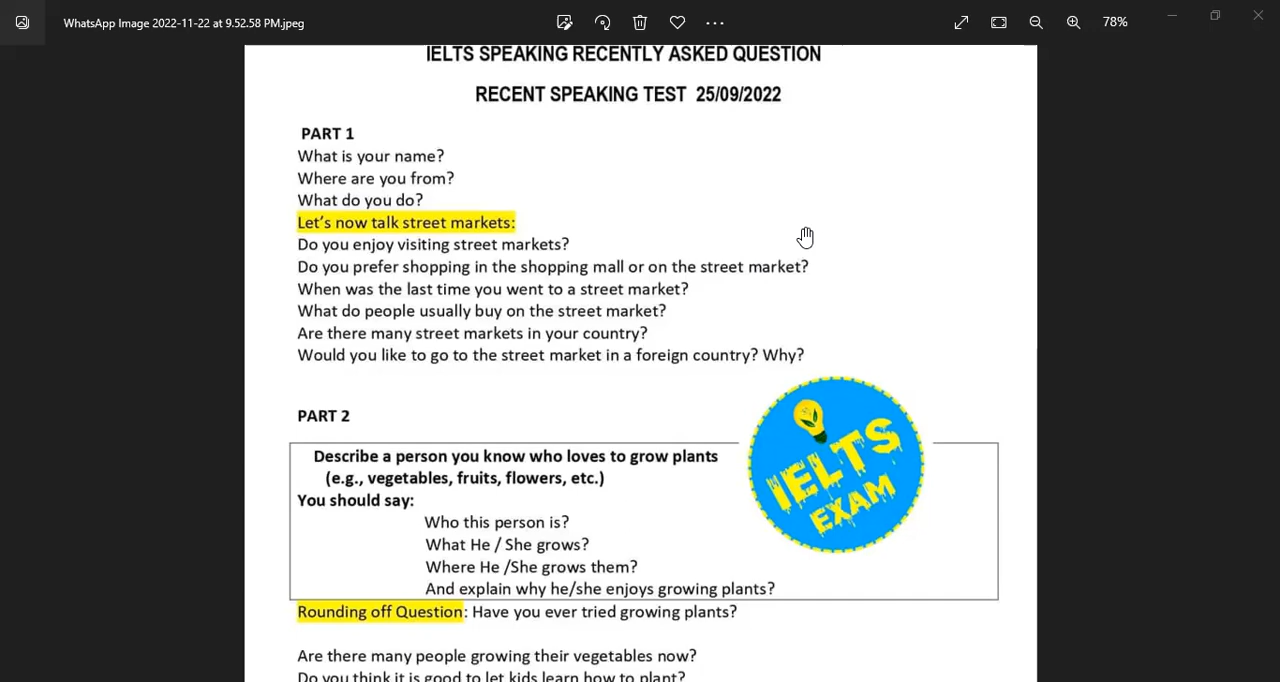 WhatsApp Image 2022-11-22 at 9.52.58 PM.jpeg
78%
IELTS SPEAKING RECENTLY ASKED QUESTION
RECENT SPEAKING TEST 25/09/2022
PART 1
What is your name?
Where are you from?
What do you do?
Let's now talk street markets:
Do you enjoy visiting street markets?
Do you prefer shopping in the shopping mall or on the street market?
When was the last time you went to a street market?
What do people usually buy on the street market?
Are there many street markets in your country?
Would you like to go to the street market in a foreign country? Why?
PART 2
Describe a person you know who loves to grow plants
(e.g., vegetables, fruits, flowers, etc.)
You should say:
Who this person is?
What He / She grows?
Where He /She grows them?
And explain why he/she enjoys growing plants?
IELTS
EXAM
Rounding off Question: Have you ever tried growing plants?
Are there many people growing their vegetables now?
Do you think it is good to let kids learn how to plant?